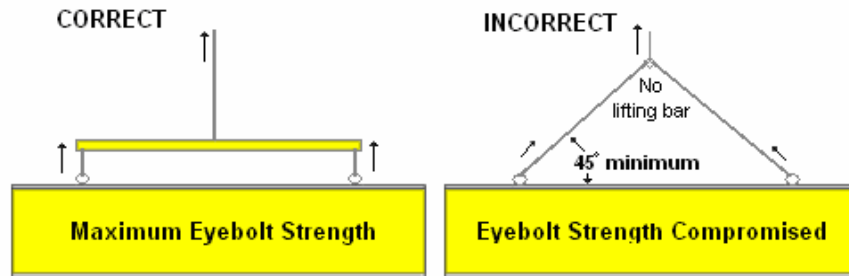 CORRECT
Maximum Eyebolt Strength
INCORRECT
No
lifting bar
45° minimum
Eyebolt Strength Compromised